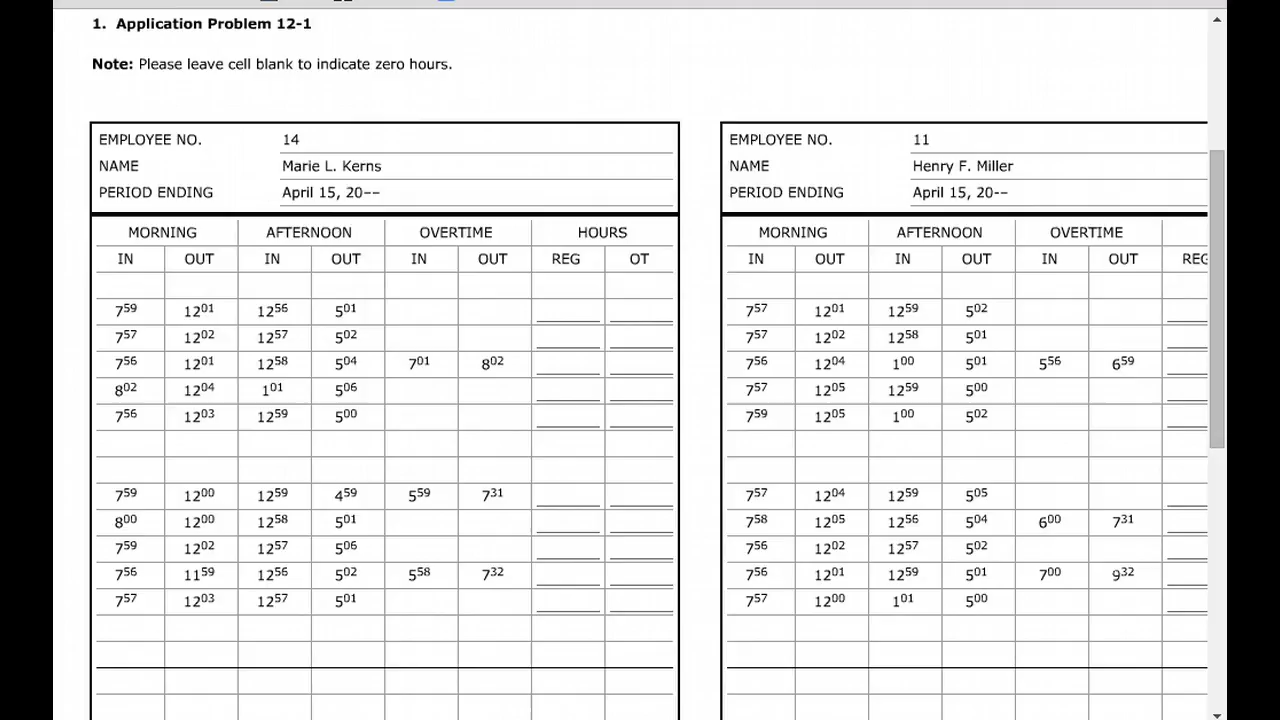 1. Application Problem 12-1
Note: Please leave cell blank to indicate zero hours.
EMPLOYEE NO. 14
NAME Marie L. Kerns
PERIOD ENDING April 15, 20−−
MORNING AFTERNOON OVERTIME HOURS
IN OUT IN OUT IN OUT REG OT
7⁵⁹ 12⁰¹ 12⁵⁶ 5⁰¹
7⁵⁷ 12⁰² 12⁵⁷ 5⁰²
7⁵⁶ 12⁰¹ 12⁵⁸ 5⁰⁴ 7⁰¹ 8⁰²
8⁰² 12⁰⁴ 1⁰¹ 5⁰⁶
7⁵⁶ 12⁰³ 12⁵⁹ 5⁰⁰
7⁵⁹ 12⁰⁰ 12⁵⁹ 4⁵⁹ 5⁵⁹ 7³¹
8⁰⁰ 12⁰⁰ 12⁵⁸ 5⁰¹
7⁵⁹ 12⁰² 12⁵⁷ 5⁰⁶
7⁵⁶ 11⁵⁹ 12⁵⁶ 5⁰² 5⁵⁸ 7³²
7⁵⁷ 12⁰³ 12⁵⁷ 5⁰¹
EMPLOYEE NO. 11
NAME Henry F. Miller
PERIOD ENDING April 15, 20−−
MORNING AFTERNOON OVERTIME
IN OUT IN OUT IN OUT REG
7⁵⁷ 12⁰¹ 12⁵⁹ 5⁰²
7⁵⁷ 12⁰² 12⁵⁸ 5⁰¹
7⁵⁶ 12⁰⁴ 1⁰⁰ 5⁰¹ 5⁵⁶ 6⁵⁹
7⁵⁷ 12⁰⁵ 12⁵⁹ 5⁰⁰
7⁵⁹ 12⁰⁵ 1⁰⁰ 5⁰²
7⁵⁷ 12⁰⁴ 12⁵⁹ 5⁰⁵
7⁵⁸ 12⁰⁵ 12⁵⁶ 5⁰⁴ 6⁰⁰ 7³¹
7⁵⁶ 12⁰² 12⁵⁷ 5⁰²
7⁵⁶ 12⁰¹ 12⁵⁹ 5⁰¹ 7⁰⁰ 9³²
7⁵⁷ 12⁰⁰ 1⁰¹ 5⁰⁰